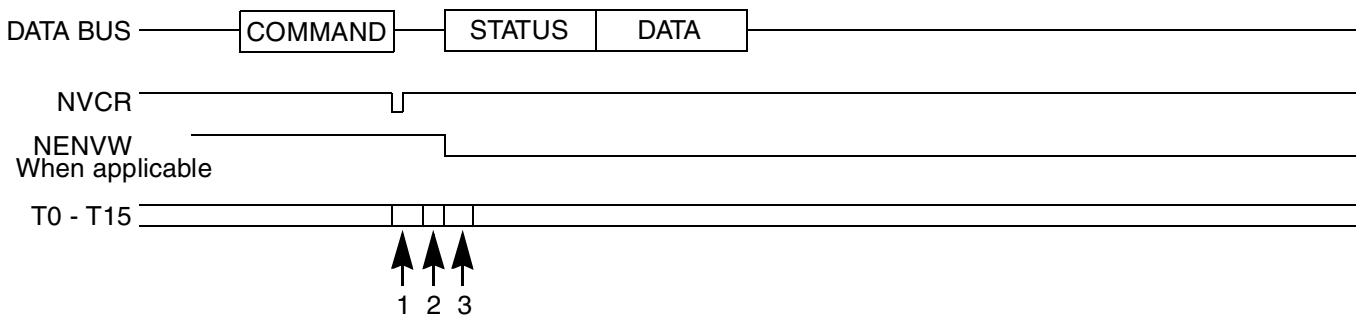 DATA BUS COMMAND STATUS DATA
NVCR
NENVW
When applicable
T0 - T15
1 2 3